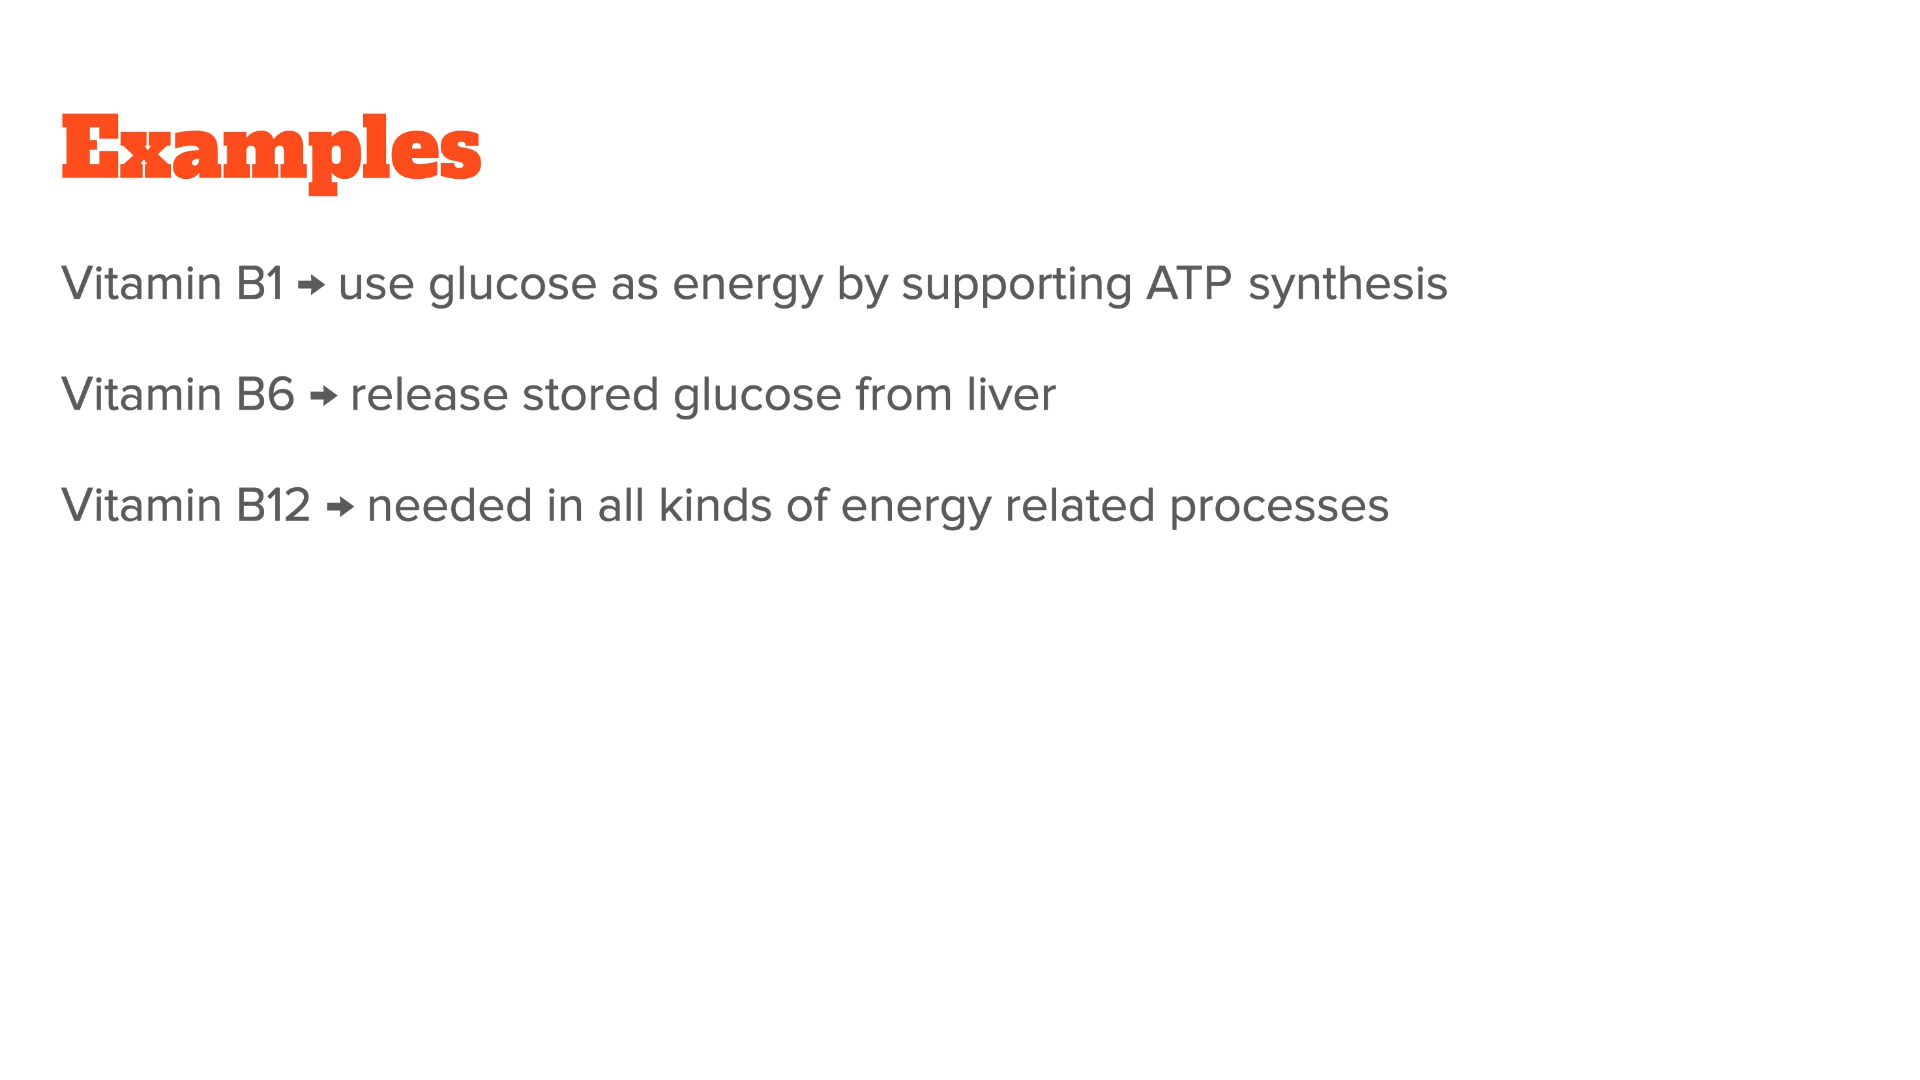 Examples
Vitamin B1 → use glucose as energy by supporting ATP synthesis
Vitamin B6 → release stored glucose from liver
Vitamin B12 → needed in all kinds of energy related processes